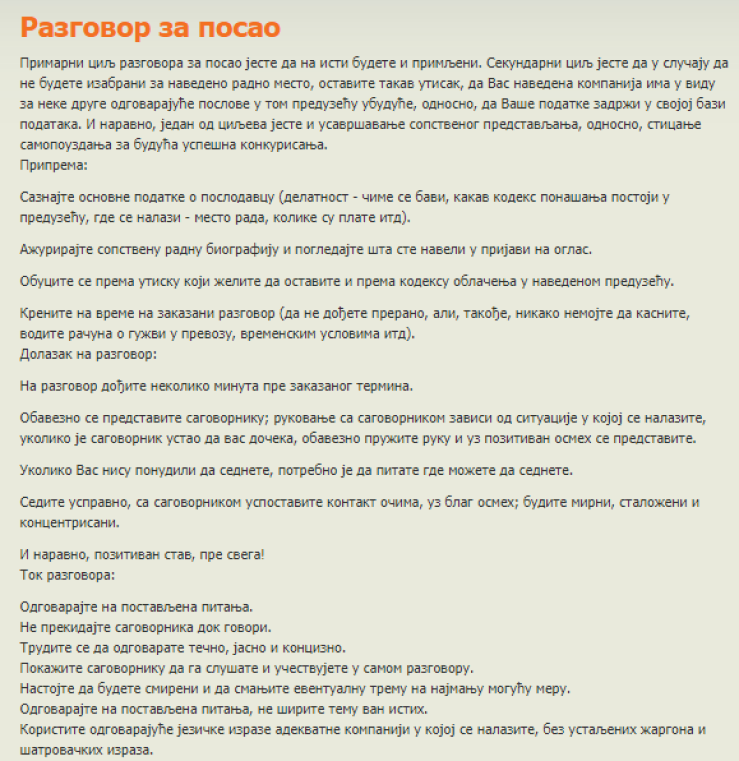 Разговор за посао
Примарни циљ разговора за посао јесте да на исти будете и примљени. Секундарни циљ јесте да у случају да
не будете изабрани за наведено радно место, оставите такав утисак, да Вас наведена компанија има у виду
за неке друге одговарајуће послове у том предузећу убудуће, односно, да Ваше податке задржи у својој бази
података. И наравно, један од циљева јесте и усавршавање сопственог представљања, односно, стицање
самопоуздања за будућа успешна конкурисања.
Припрема:
Сазнајте основне податке о послодавцу (делатност - чиме се бави, какав кодекс понашања постоји у
предузећу, где се налази - место рада, колике су плате итд).
Ажурирајте сопствену радну биографију и погледајте шта сте навели у пријави на оглас.
Обуците се према утиску који желите да оставите и према кодексу облачења у наведеном предузећу.
Крените на време на заказани разговор (да не дођете прерано, али, такође, никако немојте да касните,
водите рачуна о гужви у превозу, временским условима итд).
Долазак на разговор:
На разговор дођите неколико минута пре заказаног термина.
Обавезно се представите саговорнику; руковање са саговорником зависи од ситуације у којој се налазите,
уколико је саговорник устао да вас дочека, обавезно пружите руку и уз позитиван осмех се представите.
Уколико Вас нису понудили да седнете, потребно је да питате где можете да седнете.
Седите усправно, са саговорником успоставите контакт очима, уз благ осмех; будите мирни, сталожени и
концентрисани.
И наравно, позитиван став, пре свега!
Ток разговора:
Одговарајте на постављена питања.
Не прекидајте саговорника док говори.
Трудите се да одговарате течно, јасно и концизно.
Покажите саговорнику да га слушате и учествујете у самом разговору.
Настојте да будете смирени и да смањите евентуалну трему на најмању могућу меру.
Одговарајте на постављена питања, не ширите тему ван истих.
Користите одговарајуће језичке изразе адекватне компанији у којој се налазите, без устаљених жаргона и
шатровачких израза.